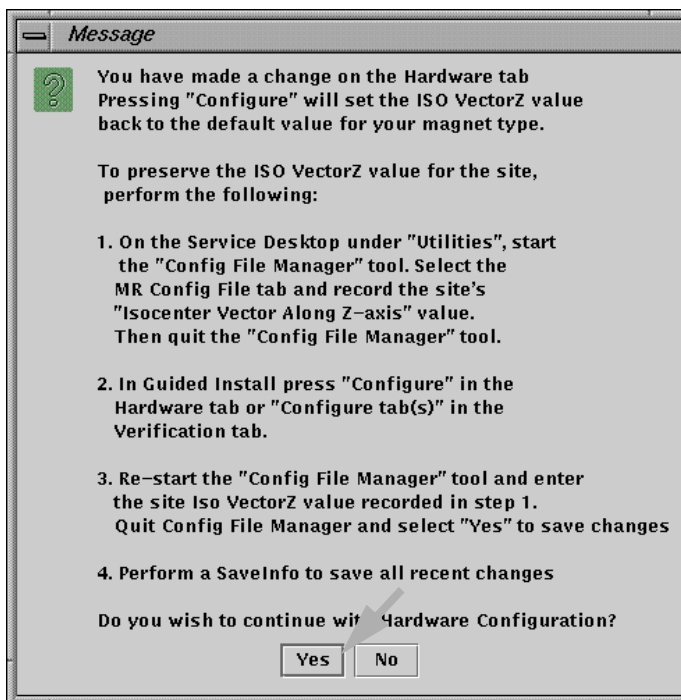 Message
You have made a change on the Hardware tab
Pressing "Configure" will set the ISO VectorZ value
back to the default value for your magnet type.
To preserve the ISO VectorZ value for the site,
perform the following:
1. On the Service Desktop under "Utilities", start
the "Config File Manager" tool. Select the
MR Config File tab and record the site's
"Isocenter Vector Along Z-axis" value.
Then quit the "Config File Manager" tool.
2. In Guided Install press "Configure" in the
Hardware tab or "Configure tab(s)" in the
Verification tab.
3. Re-start the "Config File Manager" tool and enter
the site Iso VectorZ value recorded in step 1.
Quit Config File Manager and select "Yes" to save changes
4. Perform a SaveInfo to save all recent changes
Do you wish to continue with Hardware Configuration?
Yes No